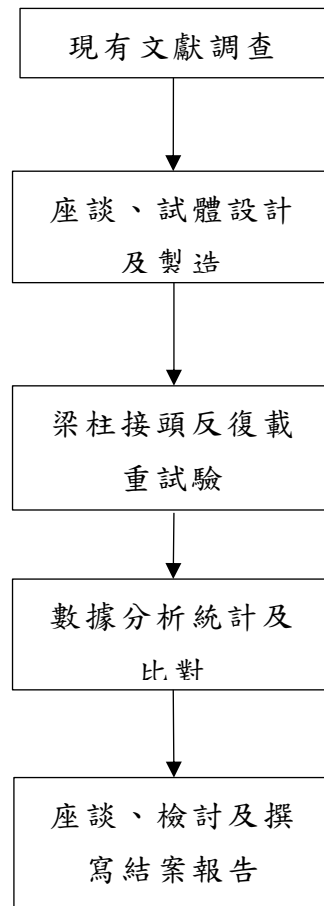 現有文獻調查
座談、試體設計
及製造
梁柱接頭反復載
重試驗
數據分析統計及
比對
座談、檢討及撰
寫結案報告